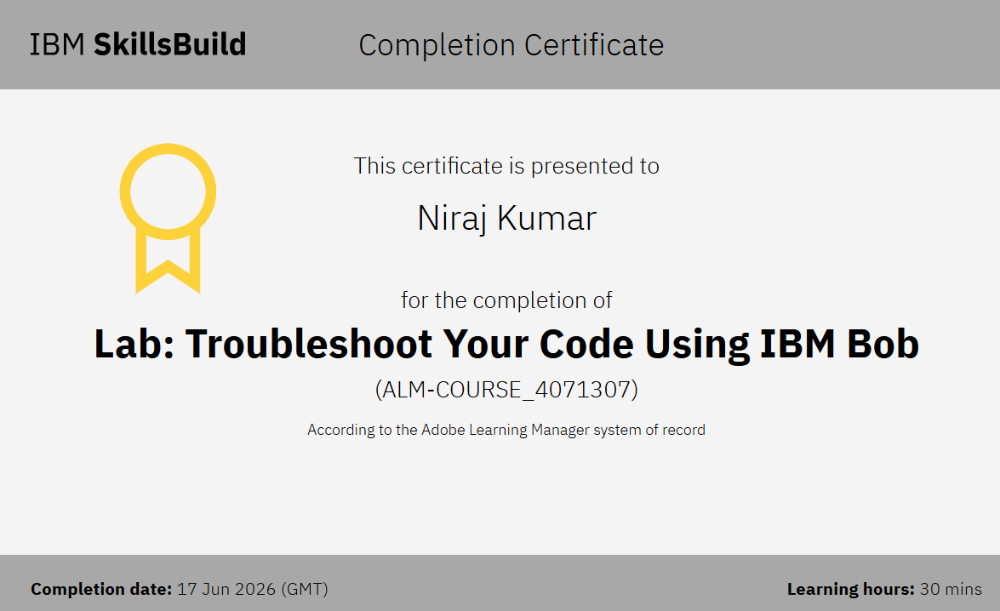 IBM SkillsBuild
Completion Certificate
This certificate is presented to
Niraj Kumar
for the completion of
Lab: Troubleshoot Your Code Using IBM Bob
(ALM-COURSE_4071307)
According to the Adobe Learning Manager system of record
Completion date: 17 Jun 2026 (GMT)
Learning hours: 30 mins